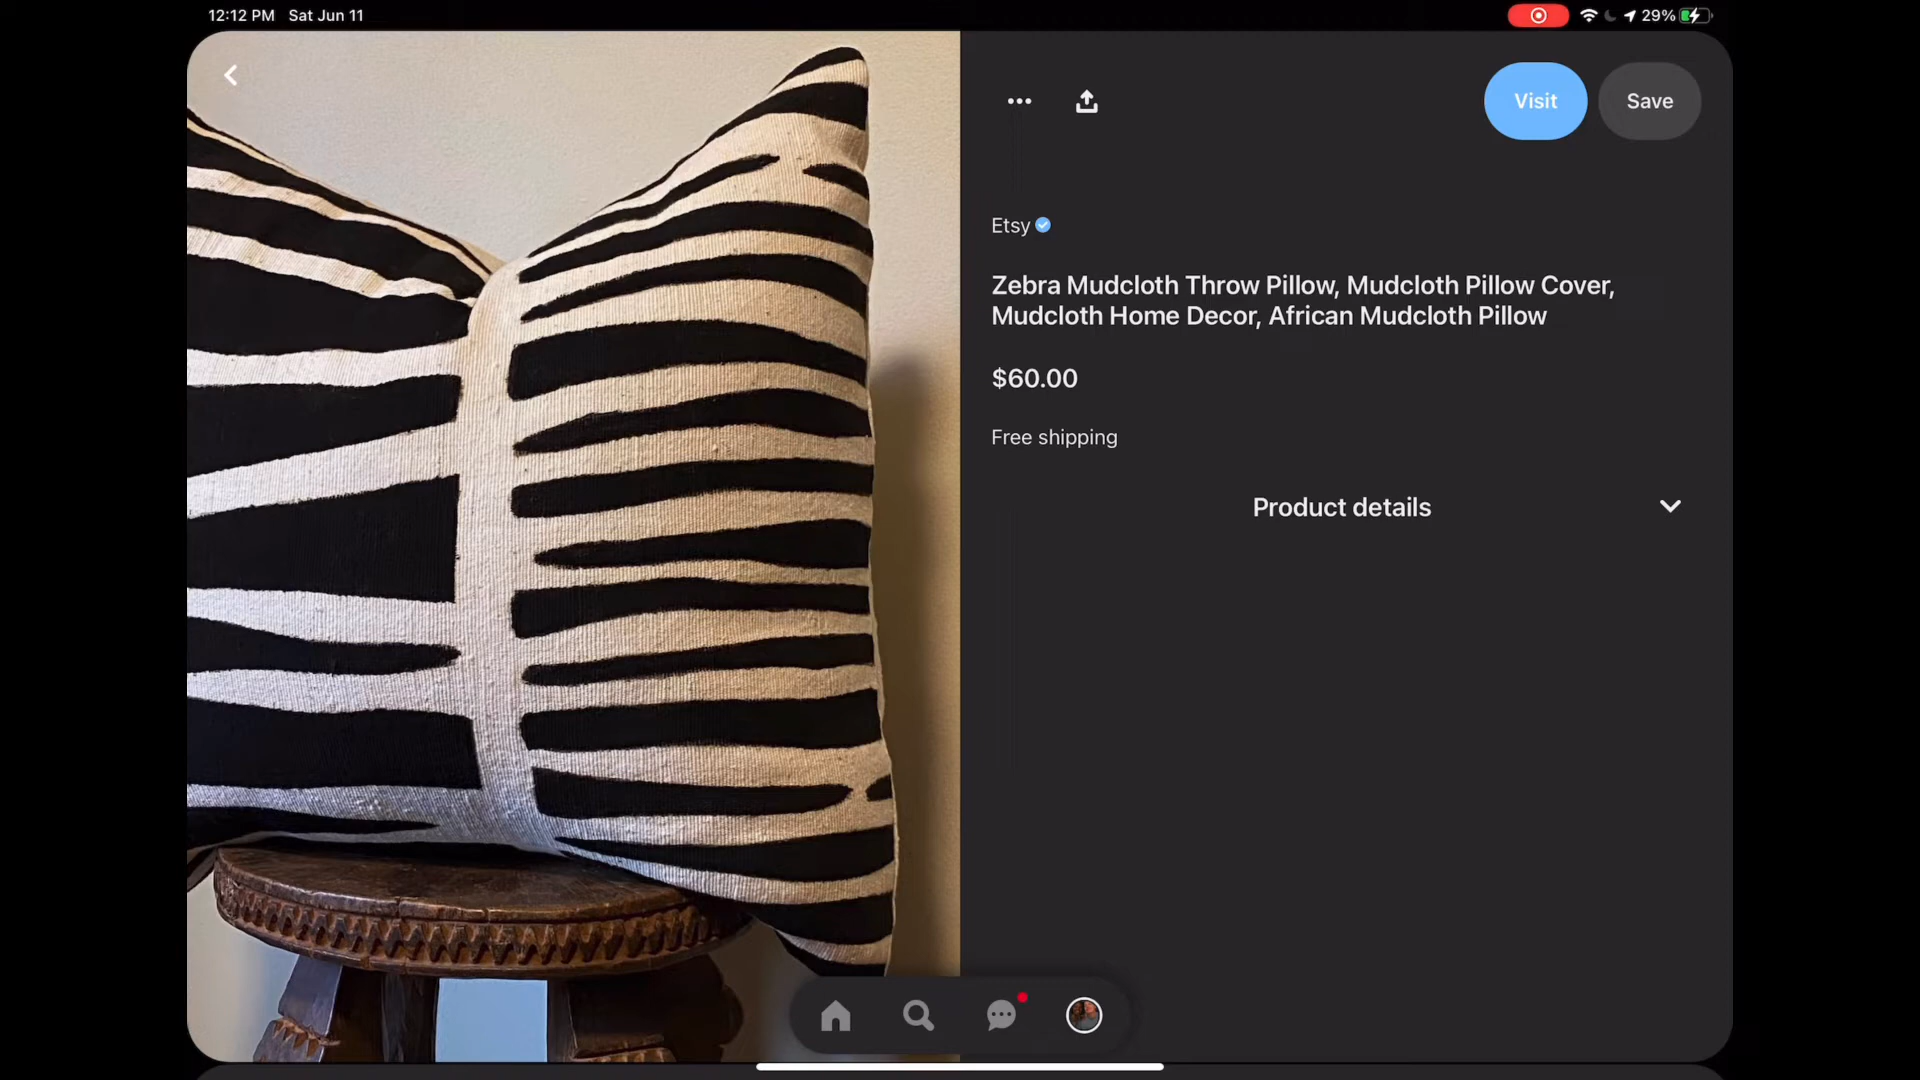 12:12 PM Sat Jun 11
29%
Visit
Save
Etsy
Zebra Mudcloth Throw Pillow, Mudcloth Pillow Cover,
Mudcloth Home Decor, African Mudcloth Pillow
$60.00
Free shipping
Product details